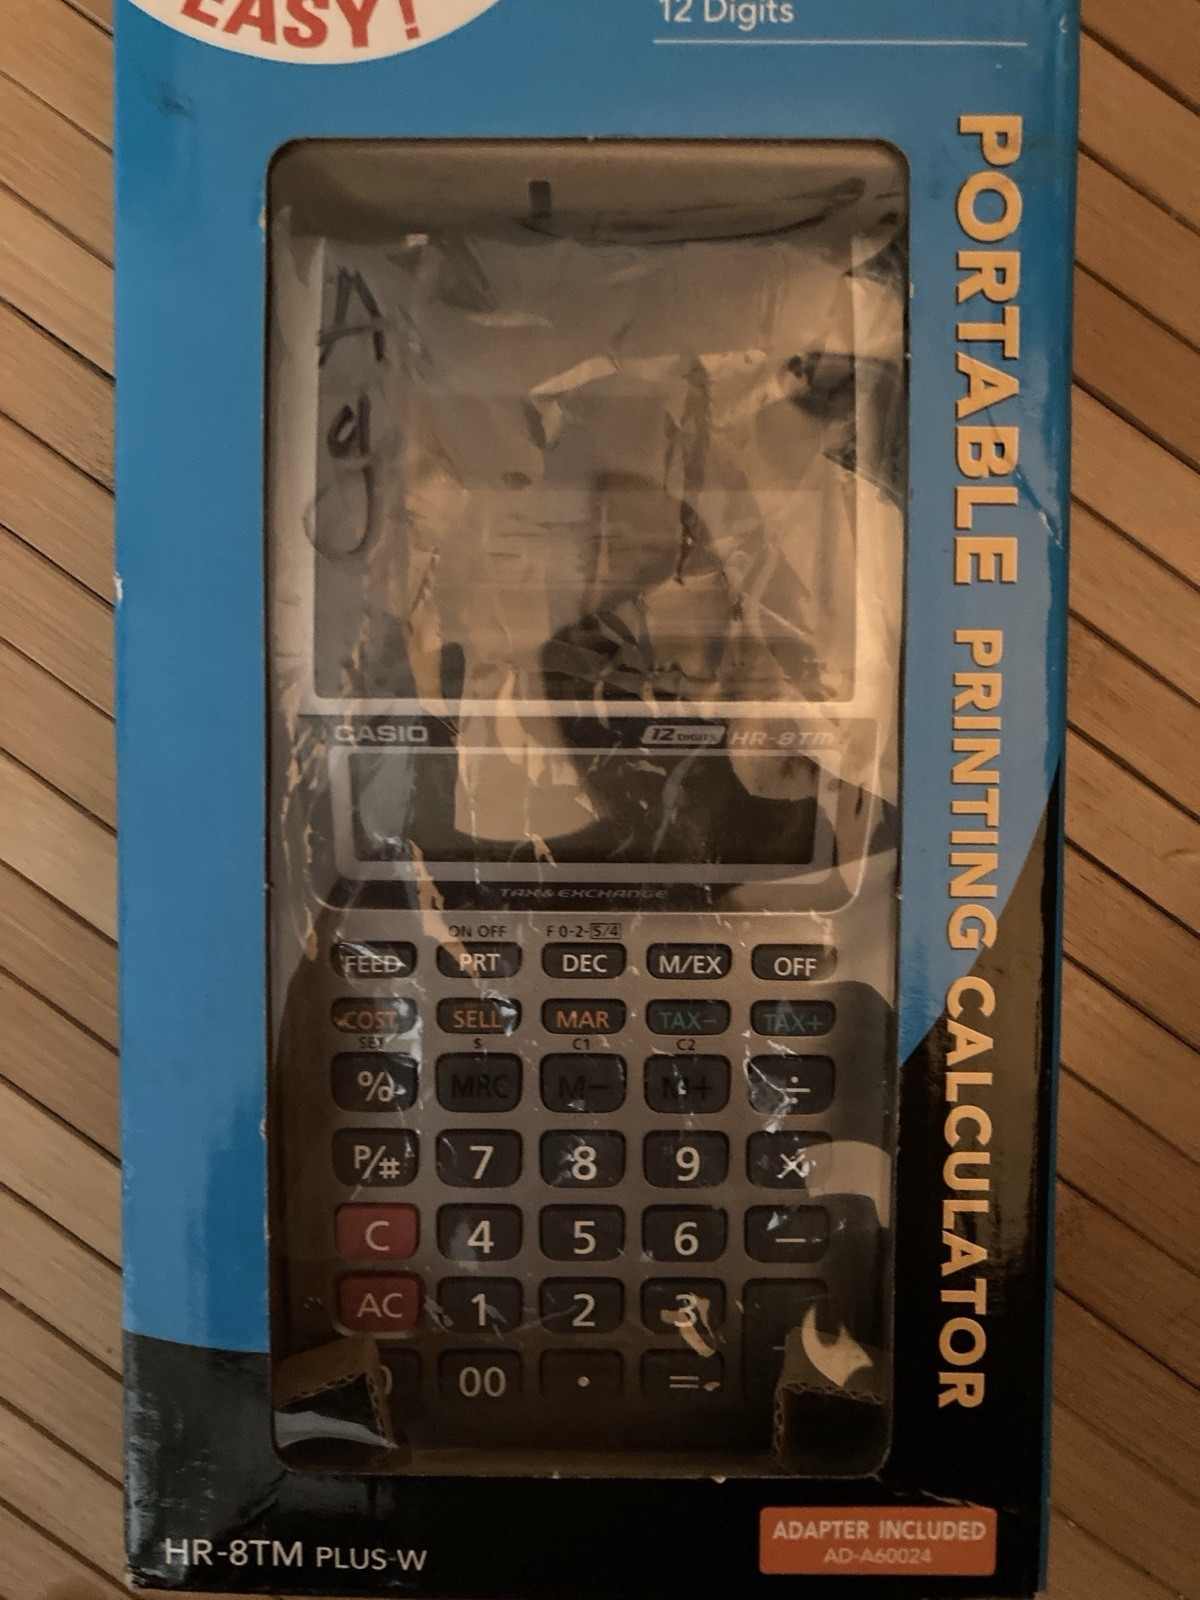 EASY!
12 Digits
PORTABLE PRINTING CALCULATOR
A
CASIO
12 DIGITS HR-8TM
TAX & EXCHANGE
ON OFF F 0-2-5/4
FEED PRT DEC M/EX OFF
COST SELL MAR TAX- TAX+
SET $ C1 C2
% MRC M- M+ ÷
P/# 7 8 9 ×
C 4 5 6 −
AC 1 2 3
0 00 . =
HR-8TM PLUS-W
ADAPTER INCLUDED
AD-A60024